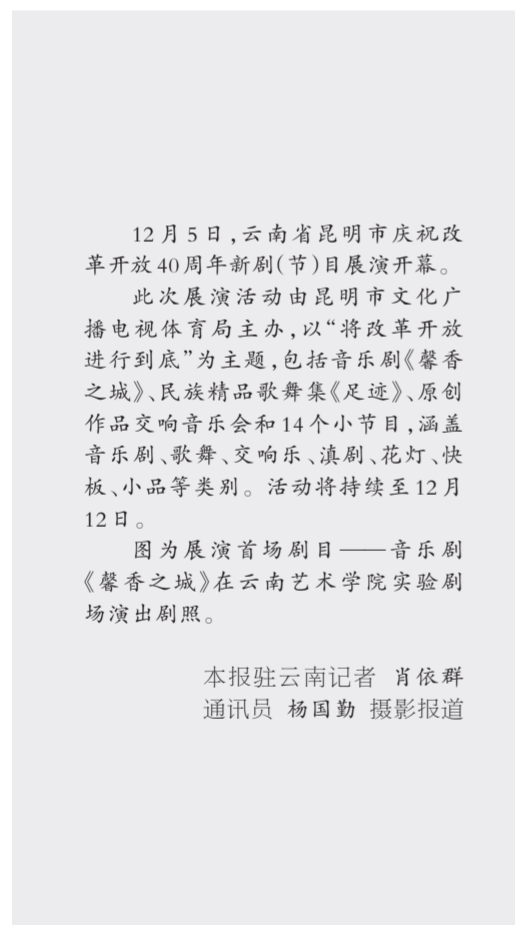 12月5日,云南省昆明市庆祝改
革开放40周年新剧(节)目展演开幕。
此次展演活动由昆明市文化广
播电视体育局主办,以“将改革开放
进行到底”为主题,包括音乐剧《馨香
之城》、民族精品歌舞集《足迹》、原创
作品交响音乐会和14个小节目,涵盖
音乐剧、歌舞、交响乐、滇剧、花灯、快
板、小品等类别。活动将持续至12月
12日。
图为展演首场剧目——音乐剧
《馨香之城》在云南艺术学院实验剧
场演出剧照。
本报驻云南记者 肖依群
通讯员 杨国勤 摄影报道